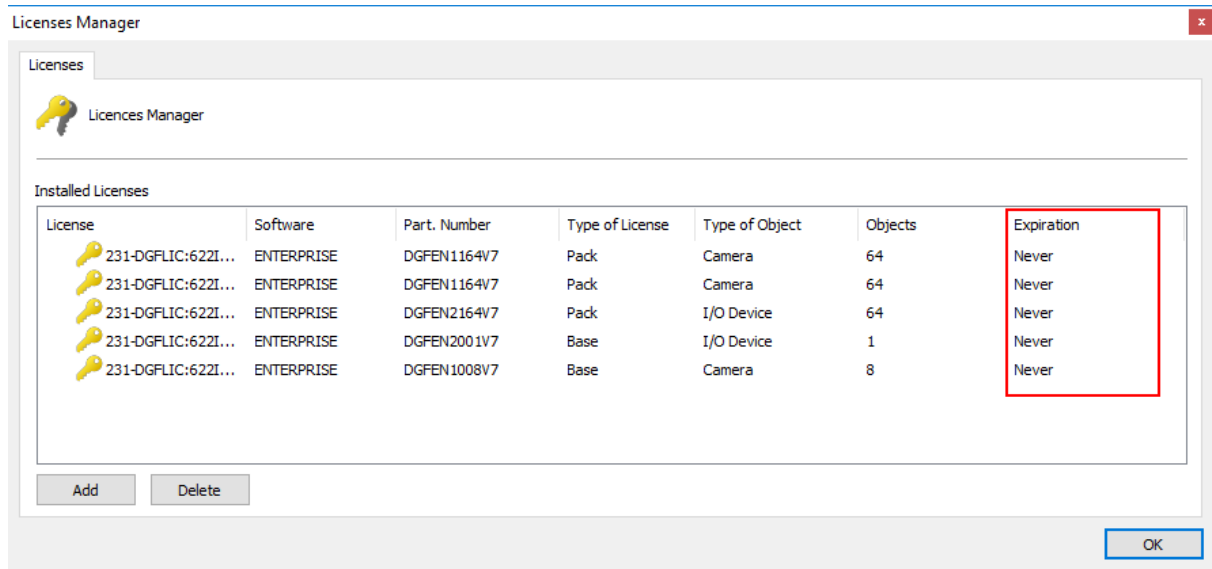 Licenses Manager
x
Licenses
Licences Manager
Installed Licenses
License Software Part. Number Type of License Type of Object Objects Expiration
231-DGFLIC:622I... ENTERPRISE DGFEN1164V7 Pack Camera 64 Never
231-DGFLIC:622I... ENTERPRISE DGFEN1164V7 Pack Camera 64 Never
231-DGFLIC:622I... ENTERPRISE DGFEN2164V7 Pack I/O Device 64 Never
231-DGFLIC:622I... ENTERPRISE DGFEN2001V7 Base I/O Device 1 Never
231-DGFLIC:622I... ENTERPRISE DGFEN1008V7 Base Camera 8 Never
Add Delete
OK